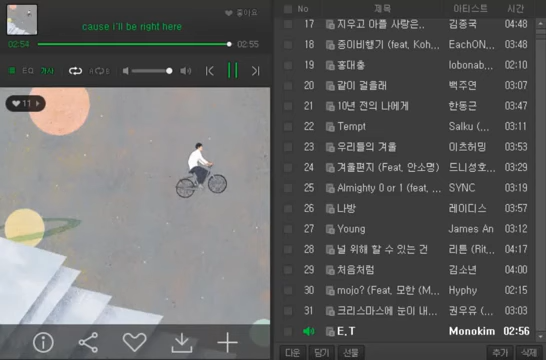 좋아요
cause i'll be right here
02:54 02:55
EQ 가사
11
No 제목 아티스트 시간
17 지우고 아플 사랑은.. 김종국 04:48
18 종이비행기 (feat, Koh... EachON,... 03:48
19 홍대출 lobonab... 02:10
20 같이 걸을래 백주연 03:07
21 10년 전의 나에게 한동근 03:47
22 Tempt Salku (... 03:11
23 우리들의 겨울 이츠허밍 03:53
24 겨울편지 (Feat, 안소명) 드니성호... 03:29
25 Almighty 0 or 1 (feat, ... SYNC 03:19
26 나방 레이디스 03:57
27 Young James An 03:12
28 널 위해 할 수 있는 건 리튼 (Rit... 04:17
29 처음처럼 김소년 04:00
30 mojo? (Feat, 모한 (M... Hyphy 02:15
31 크리스마스에 눈이 내... 권우유 (... 03:03
E,T Monokim 02:56
다운 담기 선물 추가 삭제